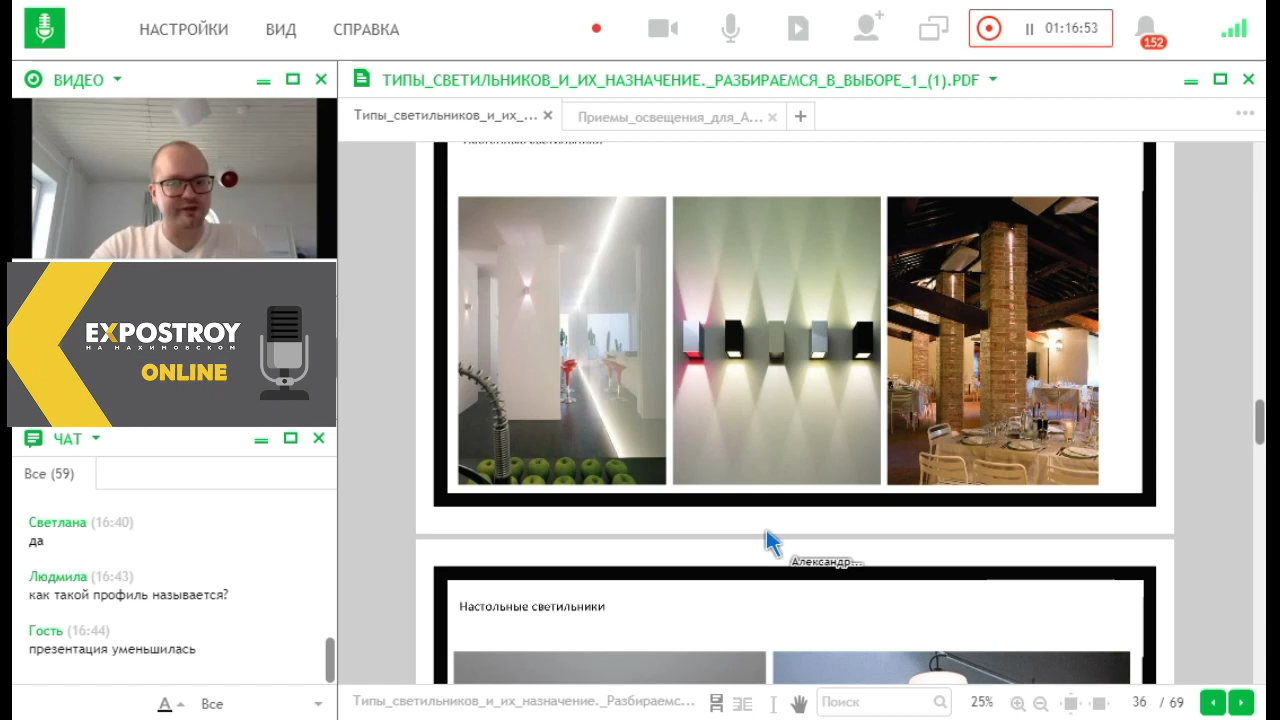 НАСТРОЙКИ ВИД СПРАВКА 01:16:53 152
ВИДЕО
ТИПЫ_СВЕТИЛЬНИКОВ_И_ИХ_НАЗНАЧЕНИЕ._РАЗБИРАЕМСЯ_В_ВЫБОРЕ_1_(1).PDF
Типы_светильников_и_их_...
Приемы_освещения_для_А...
EXPOSTROY
НА НАХИМОВСКОМ
ONLINE
ЧАТ
Все (59)
Светлана (16:40)
да
Людмила (16:43)
как такой профиль называется?
Гость (16:44)
презентация уменьшилась
А Все
Александр...
Настольные светильники
Типы_светильников_и_их_назначение._Разбираемс... Поиск 25% 36 / 69